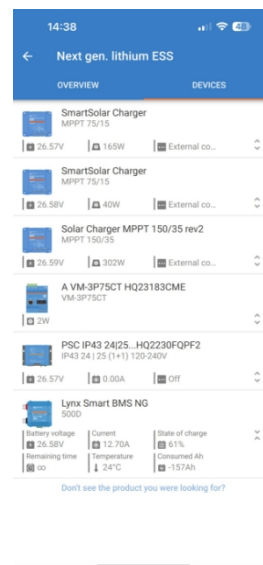 14:38
48
Next gen. lithium ESS
OVERVIEW DEVICES
SmartSolar Charger
MPPT 75/15
26.57V 165W External co...
SmartSolar Charger
MPPT 75/15
26.58V 40W External co...
Solar Charger MPPT 150/35 rev2
MPPT 150/35
26.59V 302W External co...
A VM-3P75CT HQ23183CME
VM-3P75CT
2W
PSC IP43 24|25...HQ2230FQPF2
IP43 24 | 25 (1+1) 120-240V
26.57V 0.00A Off
Lynx Smart BMS NG
500D
Battery voltage Current State of charge
26.58V 12.70A 61%
Remaining time Temperature Consumed Ah
∞ 24°C -157Ah
Don't see the product you were looking for?